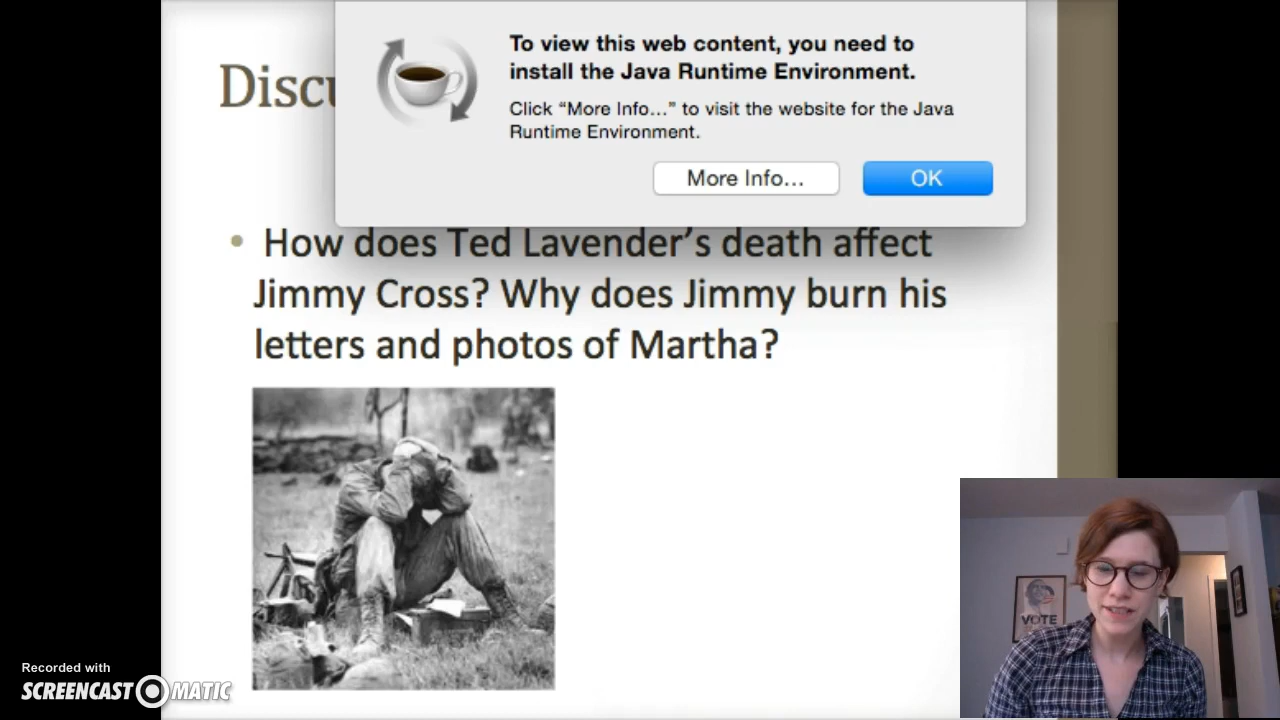 Discu
To view this web content, you need to
install the Java Runtime Environment.
Click “More Info…” to visit the website for the Java
Runtime Environment.
More Info…
OK
• How does Ted Lavender’s death affect
Jimmy Cross? Why does Jimmy burn his
letters and photos of Martha?
VOTE
Recorded with
SCREENCAST MATIC